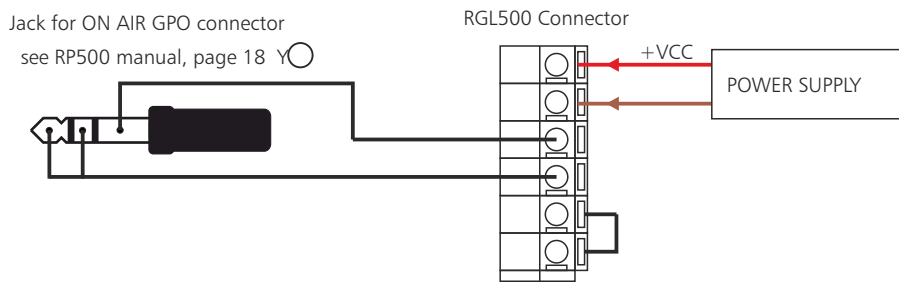 Jack for ON AIR GPO connector
see RP500 manual, page 18 Y
RGL500 Connector
+VCC
POWER SUPPLY